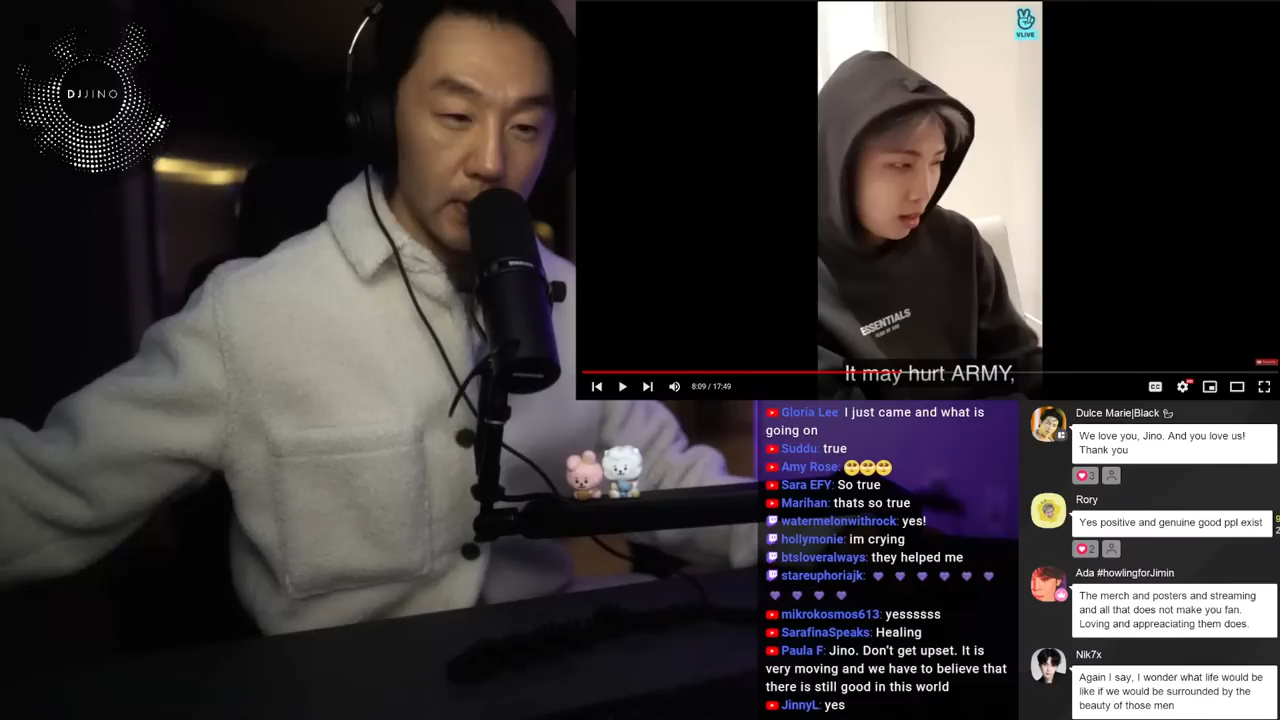 DJJINO
VLIVE
ESSENTIALS
It may hurt ARMY,
8:09 / 17:49
Gloria Lee: I just came and what is
going on
Suddu: true
Amy Rose:
Sara EFY: So true
Marihan: thats so true
watermelonwithrock: yes!
hollymonie: im crying
btsloveralways: they helped me
stareuphoriajk:
mikrokosmos613: yessssss
SarafinaSpeaks: Healing
Paula F: Jino. Don't get upset. It is
very moving and we have to believe that
there is still good in this world
JinnyL: yes
Dulce Marie|Black
We love you, Jino. And you love us!
Thank you
3
Rory
Yes positive and genuine good ppl exist
2
Ada #howlingforJimin
The merch and posters and streaming
and all that does not make you fan.
Loving and appreaciating them does.
Nik7x
Again I say, I wonder what life would be
like if we would be surrounded by the
beauty of those men